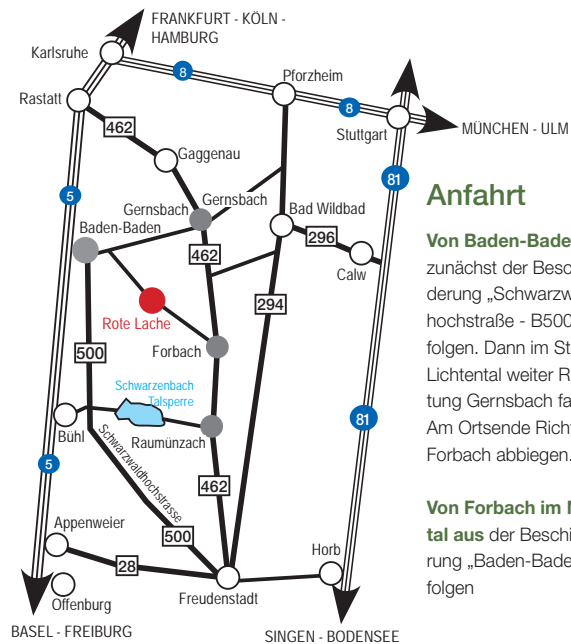 FRANKFURT - KÖLN -
HAMBURG
Karlsruhe
8
Pforzheim
Rastatt
8
Stuttgart
MÜNCHEN - ULM
462
Gaggenau
81
5
Gernsbach
Gernsbach
Baden-Baden
Bad Wildbad
296
462
Calw
294
Rote Lache
Forbach
500
Schwarzenbach
Talsperre
Bühl
Raumünzach
81
5
Schwarzwaldhochstrasse
462
Appenweier
500
28
Horb
Offenburg
Freudenstadt
BASEL - FREIBURG
SINGEN - BODENSEE
Anfahrt
Von Baden-Bade
zunächst der Besc
derung „Schwarzw
hochstraße - B500
folgen. Dann im St
Lichtental weiter R
tung Gernsbach fa
Am Ortsende Richt
Forbach abbiegen.
Von Forbach im M
tal aus der Beschi
rung „Baden-Bade
folgen